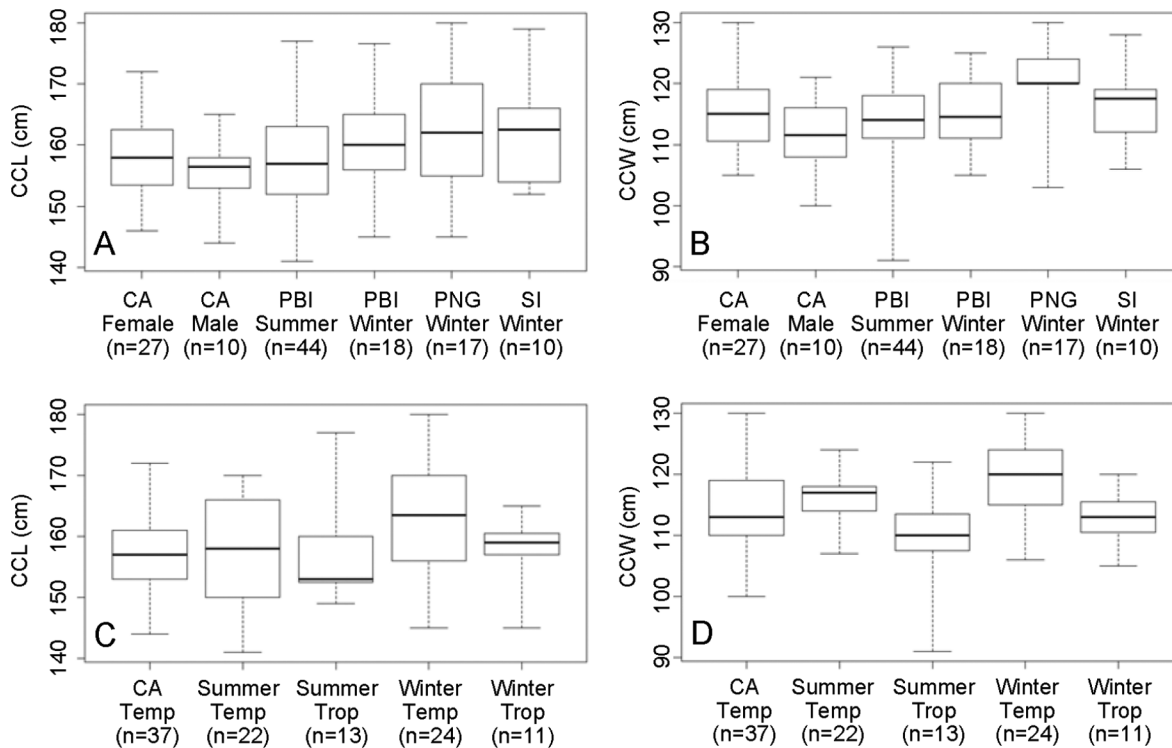 CCL (cm)
180
170
160
150
140
A
CA Female (n=27)
CA Male (n=10)
PBI Summer (n=44)
PBI Winter (n=18)
PNG Winter (n=17)
SI Winter (n=10)
CCW (cm)
130
120
110
100
90
B
CA Female (n=27)
CA Male (n=10)
PBI Summer (n=44)
PBI Winter (n=18)
PNG Winter (n=17)
SI Winter (n=10)
CCL (cm)
180
170
160
150
140
C
CA Temp (n=37)
Summer Temp (n=22)
Summer Trop (n=13)
Winter Temp (n=24)
Winter Trop (n=11)
CCW (cm)
130
120
110
100
90
D
CA Temp (n=37)
Summer Temp (n=22)
Summer Trop (n=13)
Winter Temp (n=24)
Winter Trop (n=11)